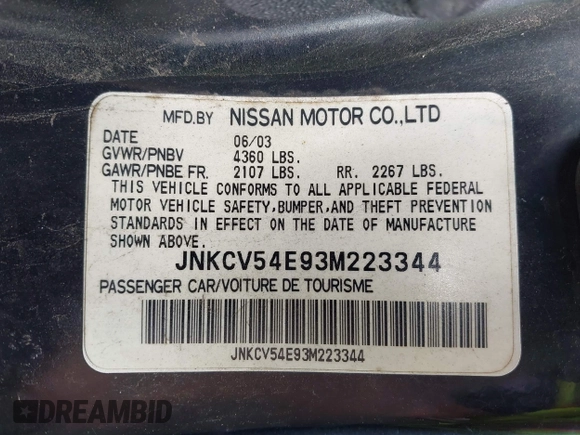 MFD.BY NISSAN MOTOR CO.,LTD
DATE 06/03
GVWR/PNBV 4360 LBS.
GAWR/PNBE FR. 2107 LBS. RR. 2267 LBS.
THIS VEHICLE CONFORMS TO ALL APPLICABLE FEDERAL
MOTOR VEHICLE SAFETY,BUMPER,AND THEFT PREVENTION
STANDARDS IN EFFECT ON THE DATE OF MANUFACTURE
SHOWN ABOVE.
JNKCV54E93M223344
PASSENGER CAR/VOITURE DE TOURISME
JNKCV54E93M223344
DREAMBID